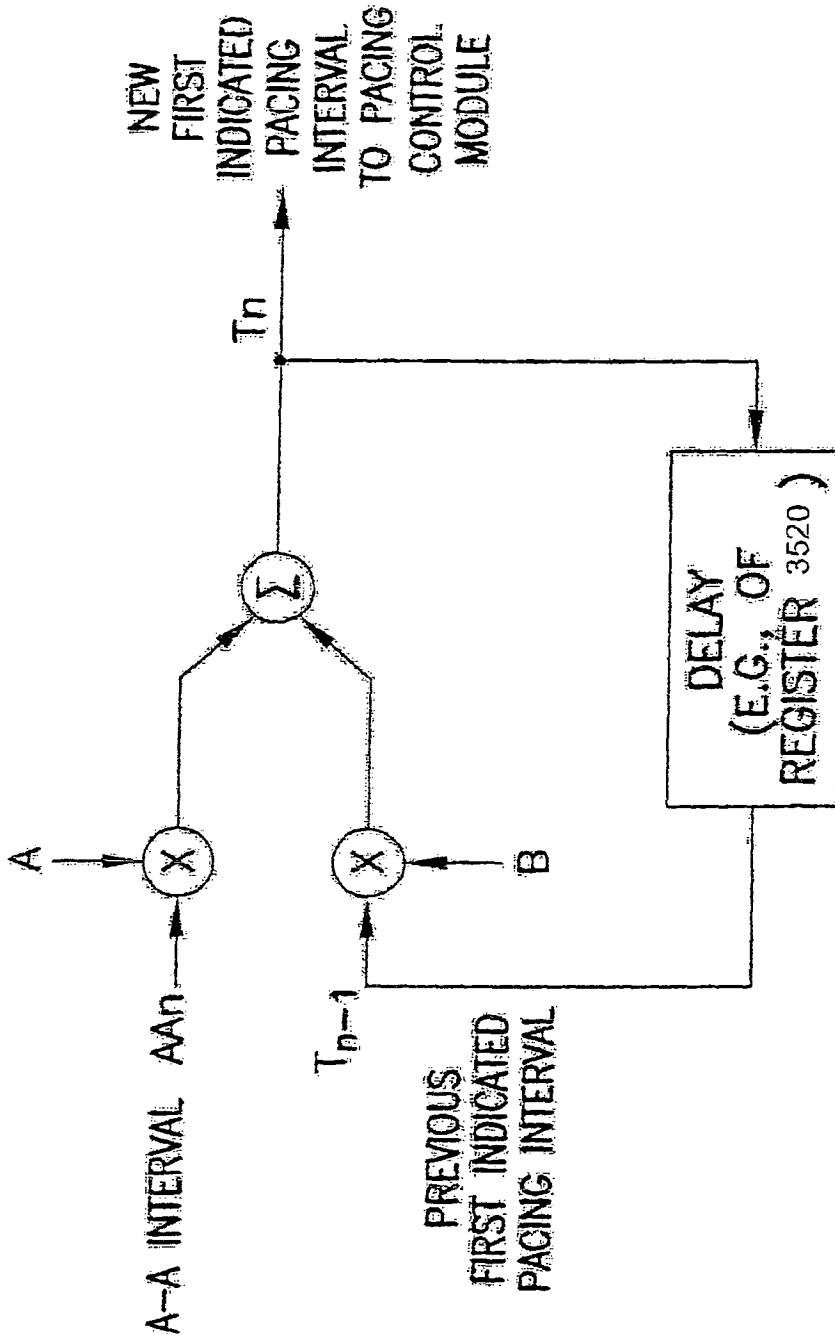 A
A-A INTERVAL AAn
X
Tn-1
X
B
PREVIOUS
FIRST INDICATED
PACING INTERVAL
Σ
Tn
NEW
FIRST
INDICATED
PACING
INTERVAL
TO PACING
CONTROL
MODULE
DELAY
(E.G., OF
REGISTER 3520 )